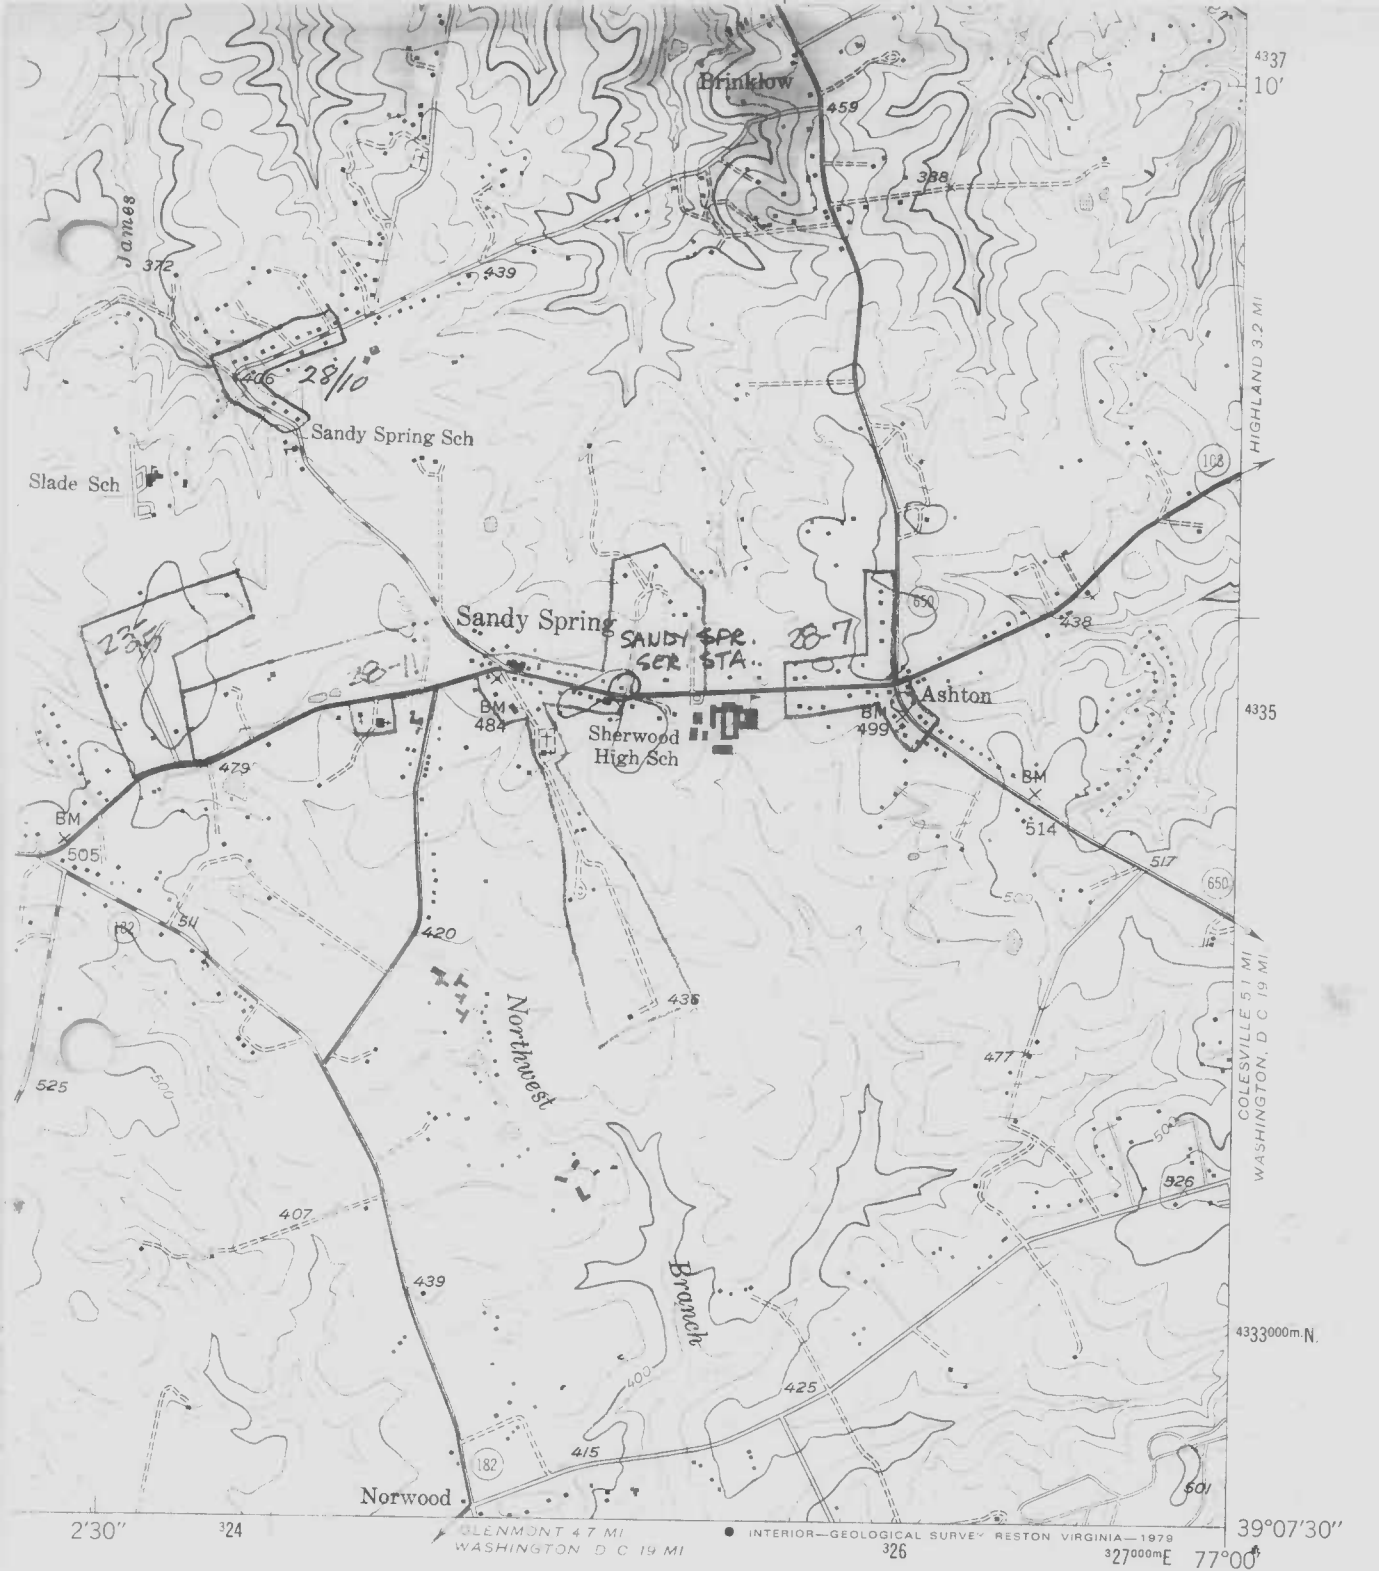 4337
10'
Brinklow
459
388
James
372
439
HIGHLAND 3.2 MI
406
28/10
Sandy Spring Sch
108
Slade Sch
650
438
Sandy Spring
SANDY SPR.
SER. STA.
28-7
235
28-11
Ashton
BM
484
BM
499
4335
Sherwood
High Sch
479
BM
514
BM
505
517
650
500
182
511
420
436
Northwest
477
525
500
COLESVILLE 5.1 MI
WASHINGTON, D C 19 MI
500
526
407
439
Branch
4333000m. N.
400
425
415
182
501
Norwood
2'30"
324
GLENMONT 4.7 MI
WASHINGTON D C 19 MI
INTERIOR—GEOLOGICAL SURVEY RESTON VIRGINIA—1979
326
327000mE
39°07'30"
77°00'